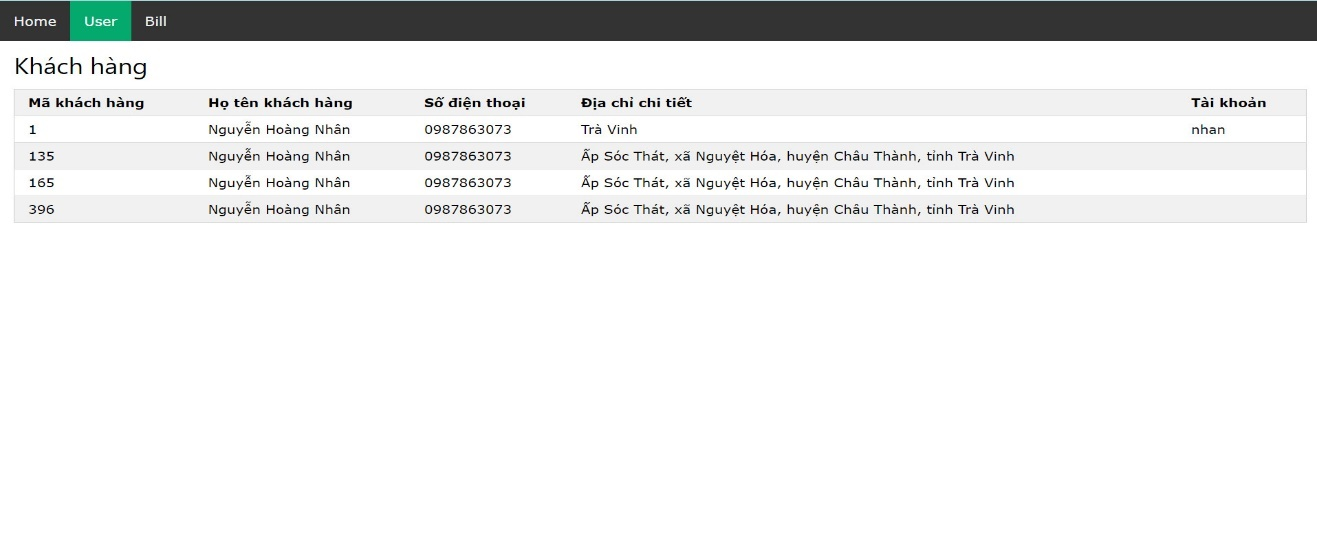 Home User Bill
Khách hàng
Mã khách hàng Họ tên khách hàng Số điện thoại Địa chỉ chi tiết Tài khoản
1 Nguyễn Hoàng Nhân 0987863073 Trà Vinh nhan
135 Nguyễn Hoàng Nhân 0987863073 Ấp Sóc Thát, xã Nguyệt Hóa, huyện Châu Thành, tỉnh Trà Vinh
165 Nguyễn Hoàng Nhân 0987863073 Ấp Sóc Thát, xã Nguyệt Hóa, huyện Châu Thành, tỉnh Trà Vinh
396 Nguyễn Hoàng Nhân 0987863073 Ấp Sóc Thát, xã Nguyệt Hóa, huyện Châu Thành, tỉnh Trà Vinh